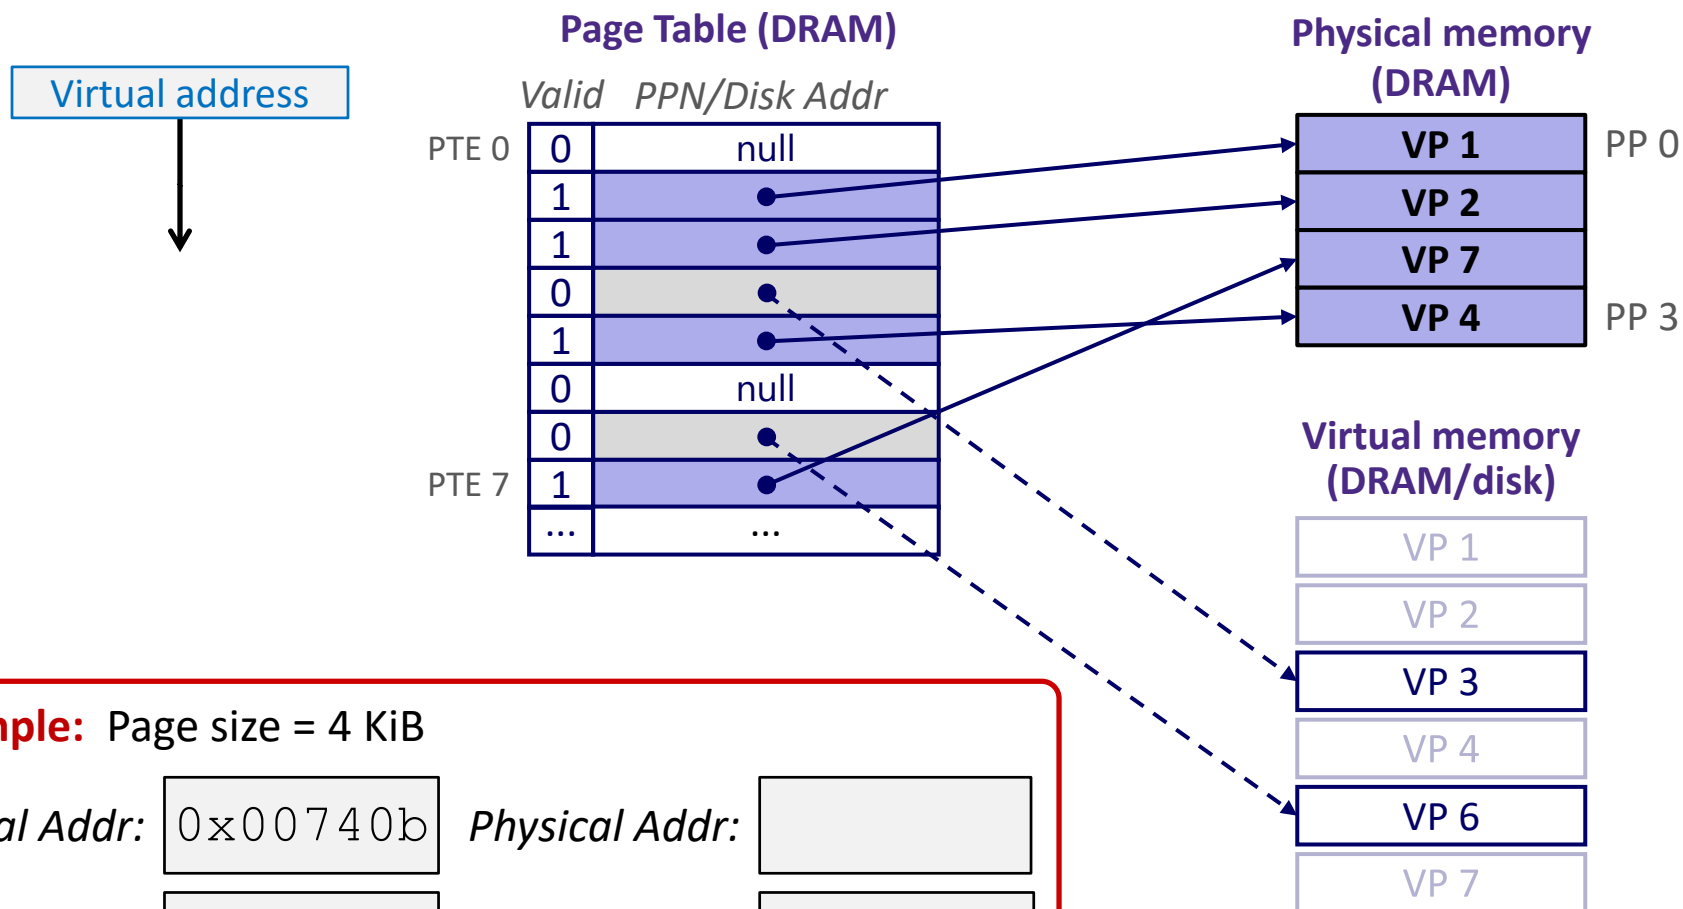 Page Table (DRAM)
Physical memory
(DRAM)
Virtual address
Valid PPN/Disk Addr
PTE 0 0 null
VP 1 PP 0
1
VP 2
1
VP 7
0
VP 4 PP 3
1
0 null
0
Virtual memory
(DRAM/disk)
PTE 7 1
... ...
VP 1
VP 2
VP 3
VP 4
VP 6
VP 7
mple: Page size = 4 KiB
al Addr: 0x00740b Physical Addr: